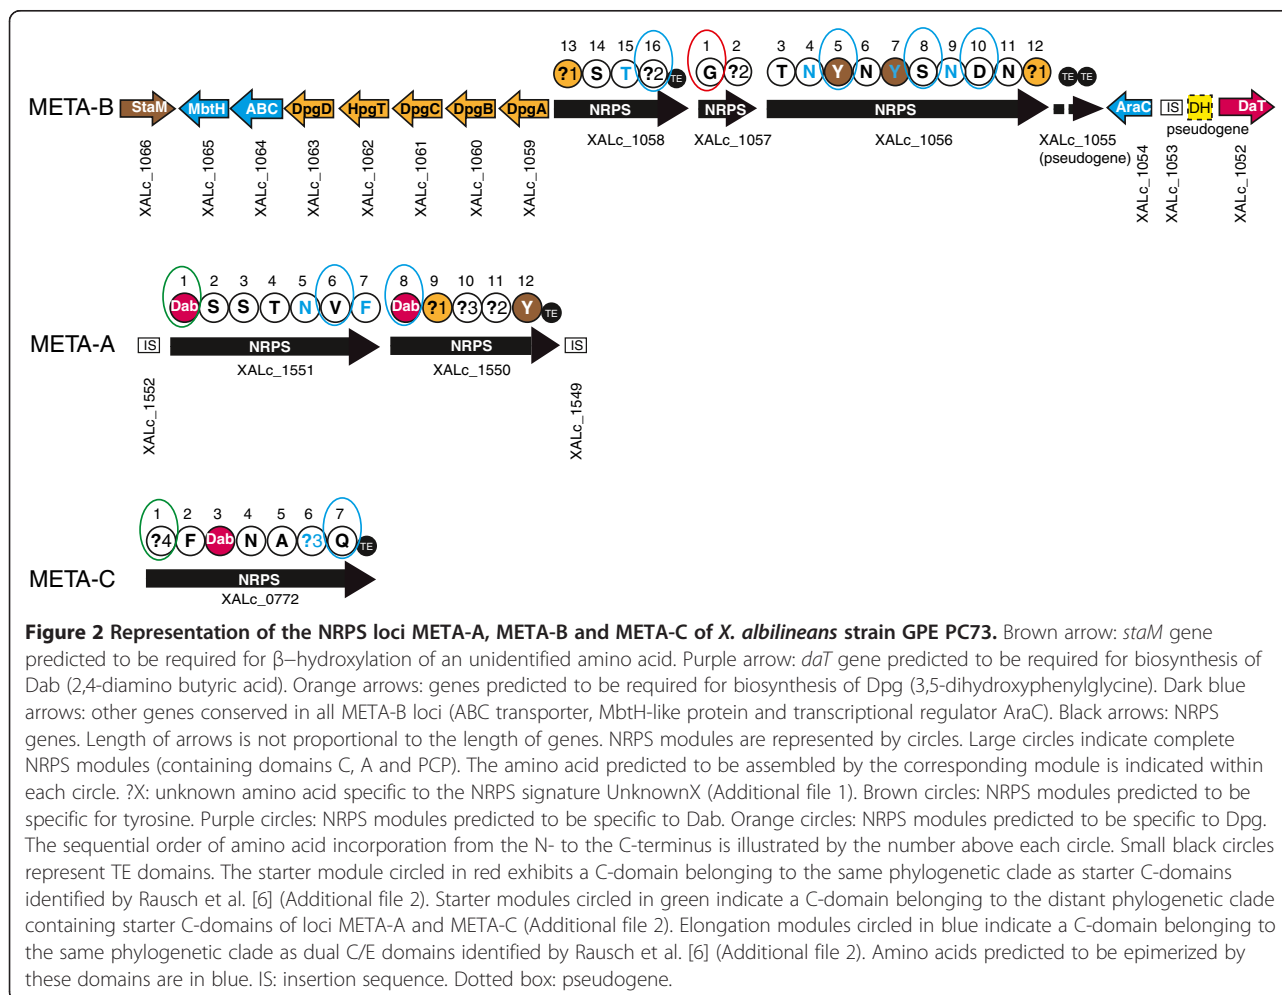 13 14 15 16 1 2 3 4 5 6 7 8 9 10 11 12
?1 S T ?2 TE G ?2 T N Y N Y S N D N ?1 TE TE
META-B StaM MbtH ABC DpgD HpgT DpgC DpgB DpgA NRPS NRPS NRPS AraC IS DH DaT
pseudogene
XALc_1058 XALc_1057 XALc_1056 XALc_1055
(pseudogene)
XALc_1066 XALc_1065 XALc_1064 XALc_1063 XALc_1062 XALc_1061 XALc_1060 XALc_1059 XALc_1054 XALc_1053 XALc_1052
1 2 3 4 5 6 7 8 9 10 11 12
Dab S S T N V F Dab ?1 ?3 ?2 Y TE
META-A IS NRPS NRPS IS
XALc_1551 XALc_1550
XALc_1552 XALc_1549
1 2 3 4 5 6 7
?4 F Dab N A ?3 Q TE
META-C NRPS
XALc_0772
Figure 2 Representation of the NRPS loci META-A, META-B and META-C of X. albilineans strain GPE PC73. Brown arrow: staM gene
predicted to be required for β–hydroxylation of an unidentified amino acid. Purple arrow: daT gene predicted to be required for biosynthesis of
Dab (2,4-diamino butyric acid). Orange arrows: genes predicted to be required for biosynthesis of Dpg (3,5-dihydroxyphenylglycine). Dark blue
arrows: other genes conserved in all META-B loci (ABC transporter, MbtH-like protein and transcriptional regulator AraC). Black arrows: NRPS
genes. Length of arrows is not proportional to the length of genes. NRPS modules are represented by circles. Large circles indicate complete
NRPS modules (containing domains C, A and PCP). The amino acid predicted to be assembled by the corresponding module is indicated within
each circle. ?X: unknown amino acid specific to the NRPS signature UnknownX (Additional file 1). Brown circles: NRPS modules predicted to be
specific for tyrosine. Purple circles: NRPS modules predicted to be specific to Dab. Orange circles: NRPS modules predicted to be specific to Dpg.
The sequential order of amino acid incorporation from the N- to the C-terminus is illustrated by the number above each circle. Small black circles
represent TE domains. The starter module circled in red exhibits a C-domain belonging to the same phylogenetic clade as starter C-domains
identified by Rausch et al. [6] (Additional file 2). Starter modules circled in green indicate a C-domain belonging to the distant phylogenetic clade
containing starter C-domains of loci META-A and META-C (Additional file 2). Elongation modules circled in blue indicate a C-domain belonging to
the same phylogenetic clade as dual C/E domains identified by Rausch et al. [6] (Additional file 2). Amino acids predicted to be epimerized by
these domains are in blue. IS: insertion sequence. Dotted box: pseudogene.